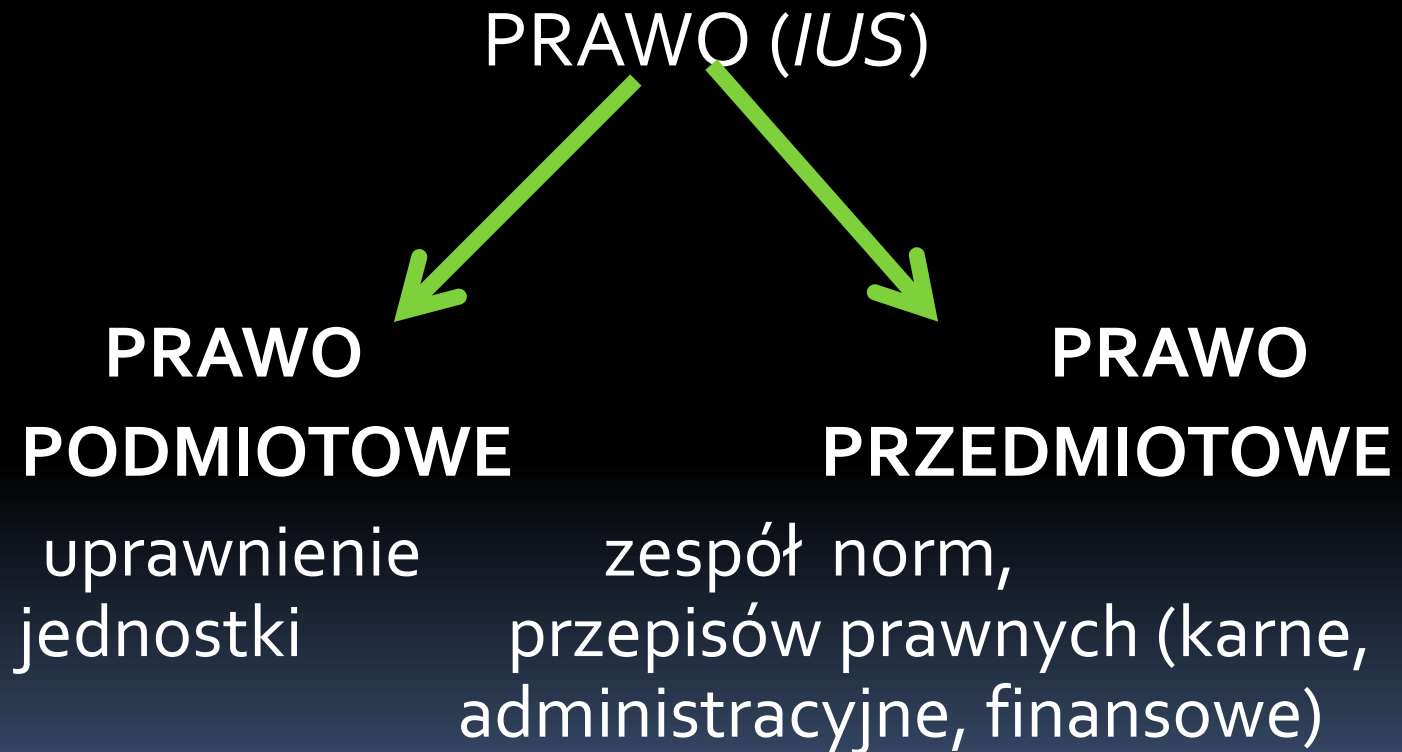 PRAWO (IUS)
PRAWO
PODMIOTOWE
uprawnienie
jednostki
PRAWO
PRZEDMIOTOWE
zespół norm,
przepisów prawnych (karne,
administracyjne, finansowe)